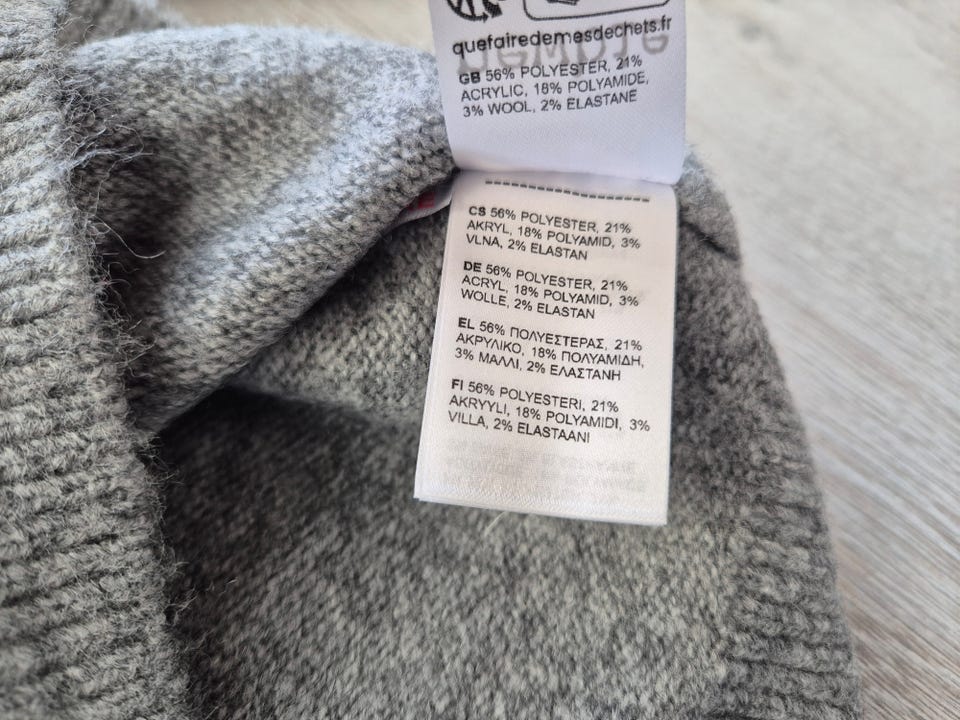 quefairedemesdechets.fr
GB 56% POLYESTER, 21%
ACRYLIC, 18% POLYAMIDE,
3% WOOL, 2% ELASTANE
CS 56% POLYESTER, 21%
AKRYL, 18% POLYAMID, 3%
VLNA, 2% ELASTAN
DE 56% POLYESTER, 21%
ACRYL, 18% POLYAMID, 3%
WOLLE, 2% ELASTAN
EL 56% ΠΟΛΥΕΣΤΕΡΑΣ, 21%
ΑΚΡΥΛΙΚΟ, 18% ΠΟΛΥΑΜΙΔΗ,
3% ΜΑΛΛΙ, 2% ΕΛΑΣΤΑΝΗ
FI 56% POLYESTERI, 21%
AKRYYLI, 18% POLYAMIDI, 3%
VILLA, 2% ELASTAANI